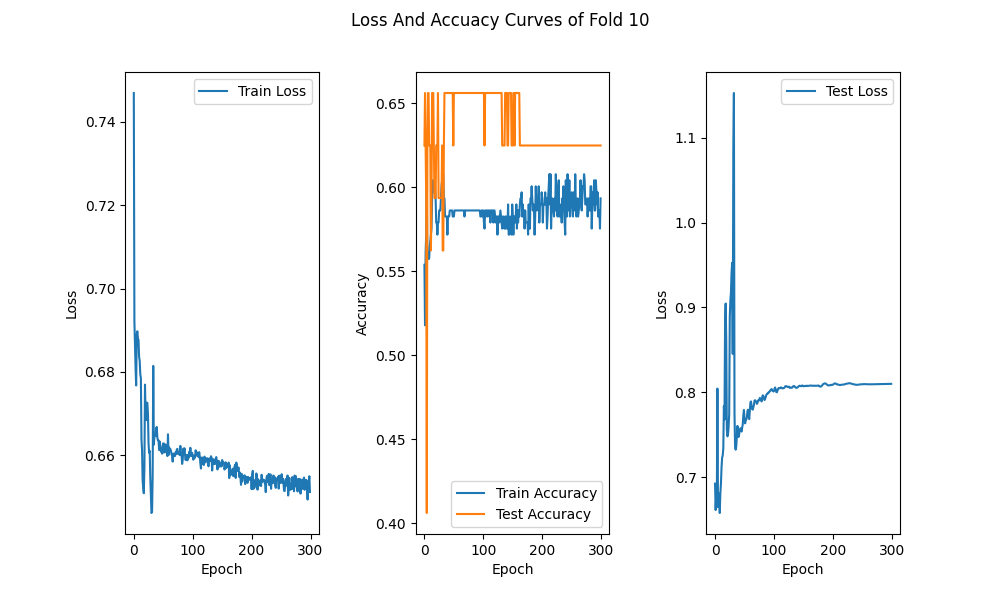 Loss And Accuacy Curves of Fold 10
Train Loss
0.74
0.72
0.70
0.68
0.66
Loss
0 100 200 300
Epoch
0.65
0.60
0.55
0.50
0.45
0.40
Accuracy
Train Accuracy
Test Accuracy
0 100 200 300
Epoch
Test Loss
1.1
1.0
0.9
0.8
0.7
Loss
0 100 200 300
Epoch